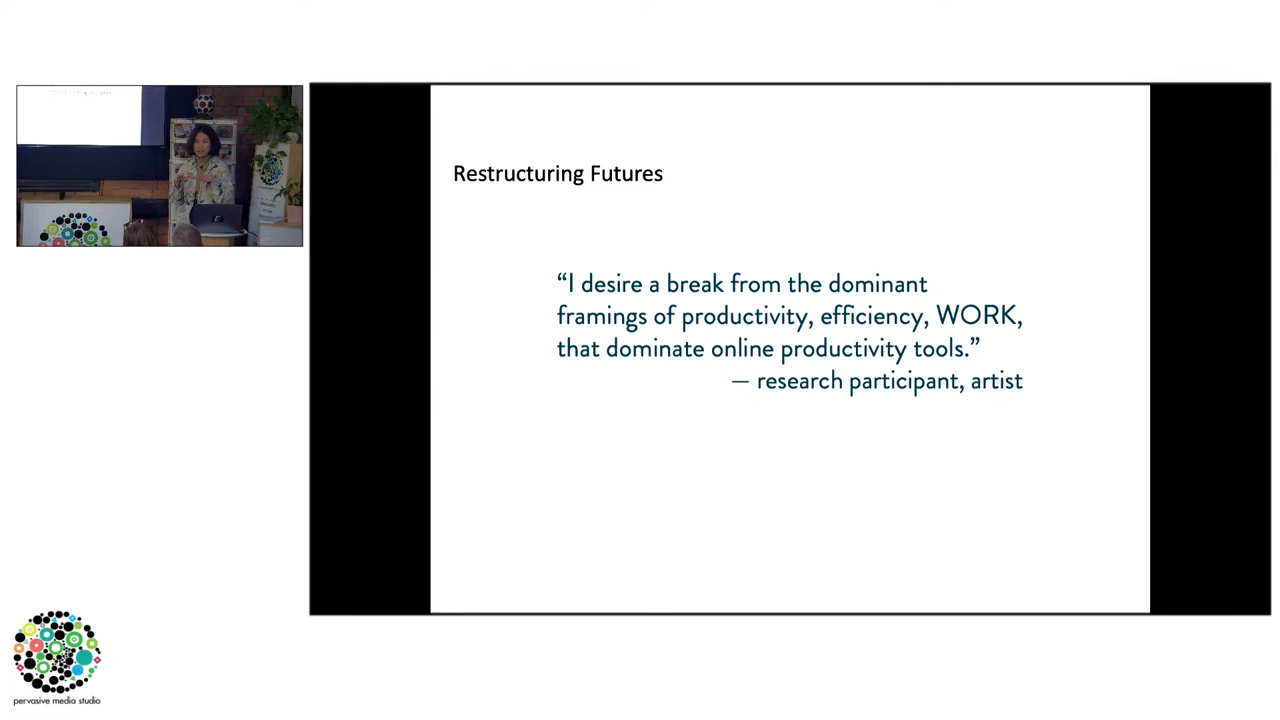 Restructuring Futures
“I desire a break from the dominant
framings of productivity, efficiency, WORK,
that dominate online productivity tools.”
— research participant, artist
pervasive media studio